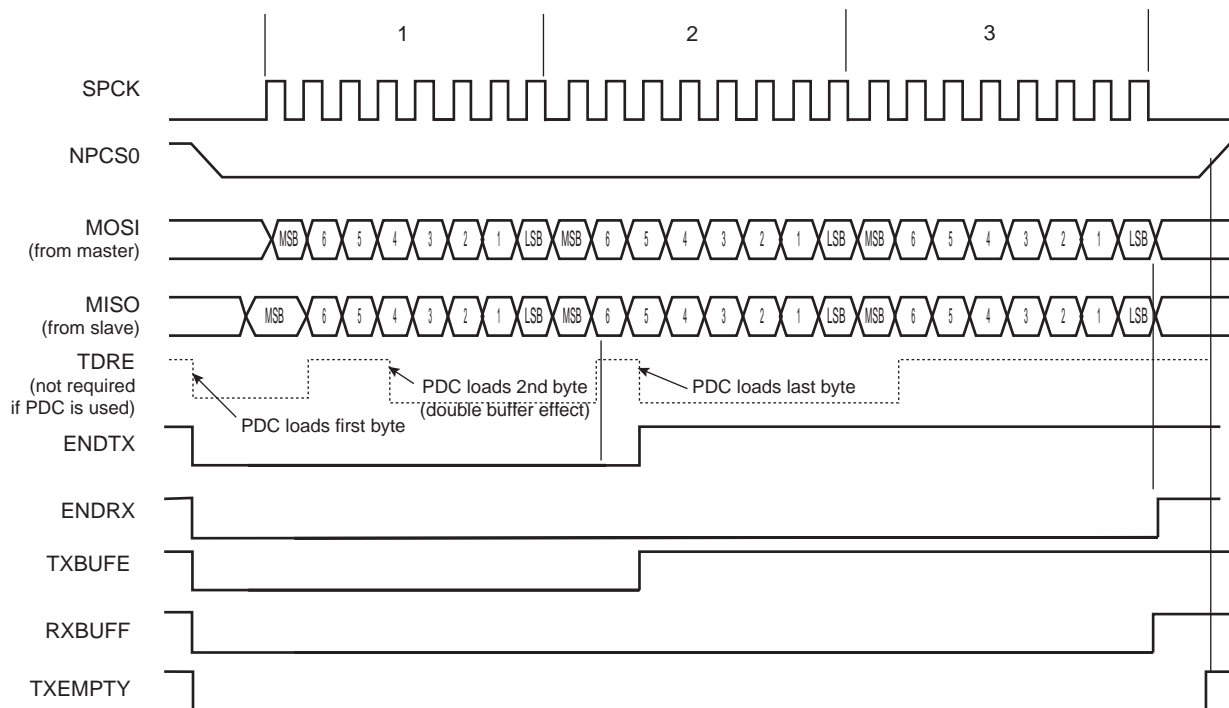 1 2 3
SPCK
NPCS0
MOSI
(from master)
MSB 6 5 4 3 2 1 LSB MSB 6 5 4 3 2 1 LSB MSB 6 5 4 3 2 1 LSB
MISO
(from slave)
MSB 6 5 4 3 2 1 LSB MSB 6 5 4 3 2 1 LSB MSB 6 5 4 3 2 1 LSB
TDRE
(not required
if PDC is used)
PDC loads first byte
PDC loads 2nd byte
(double buffer effect)
PDC loads last byte
ENDTX
ENDRX
TXBUFE
RXBUFF
TXEMPTY